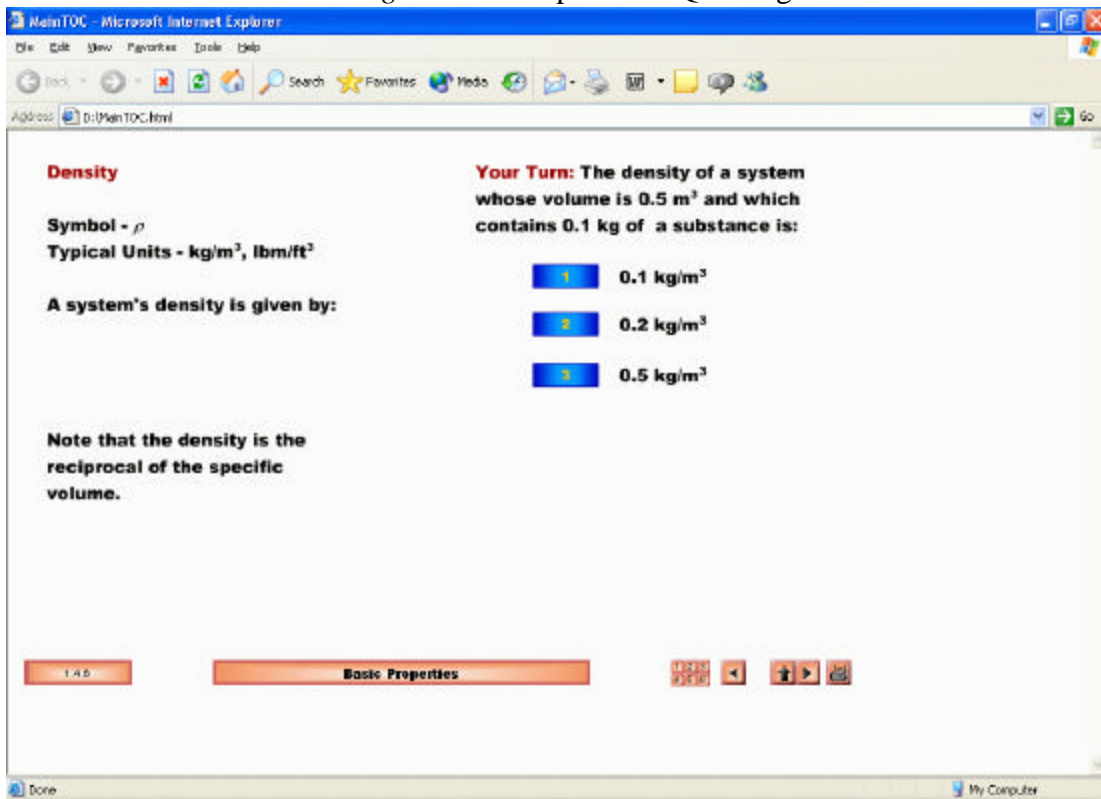 MainTOC - Microsoft Internet Explorer
File Edit View Favorites Tools Help
Back Search Favorites Media
Address D:\MainTOC.html Go
Density
Symbol - ρ
Typical Units - kg/m³, lbm/ft³
A system's density is given by:
Note that the density is the
reciprocal of the specific
volume.
Your Turn: The density of a system
whose volume is 0.5 m³ and which
contains 0.1 kg of a substance is:
1 0.1 kg/m³
2 0.2 kg/m³
3 0.5 kg/m³
Basic Properties
Done My Computer